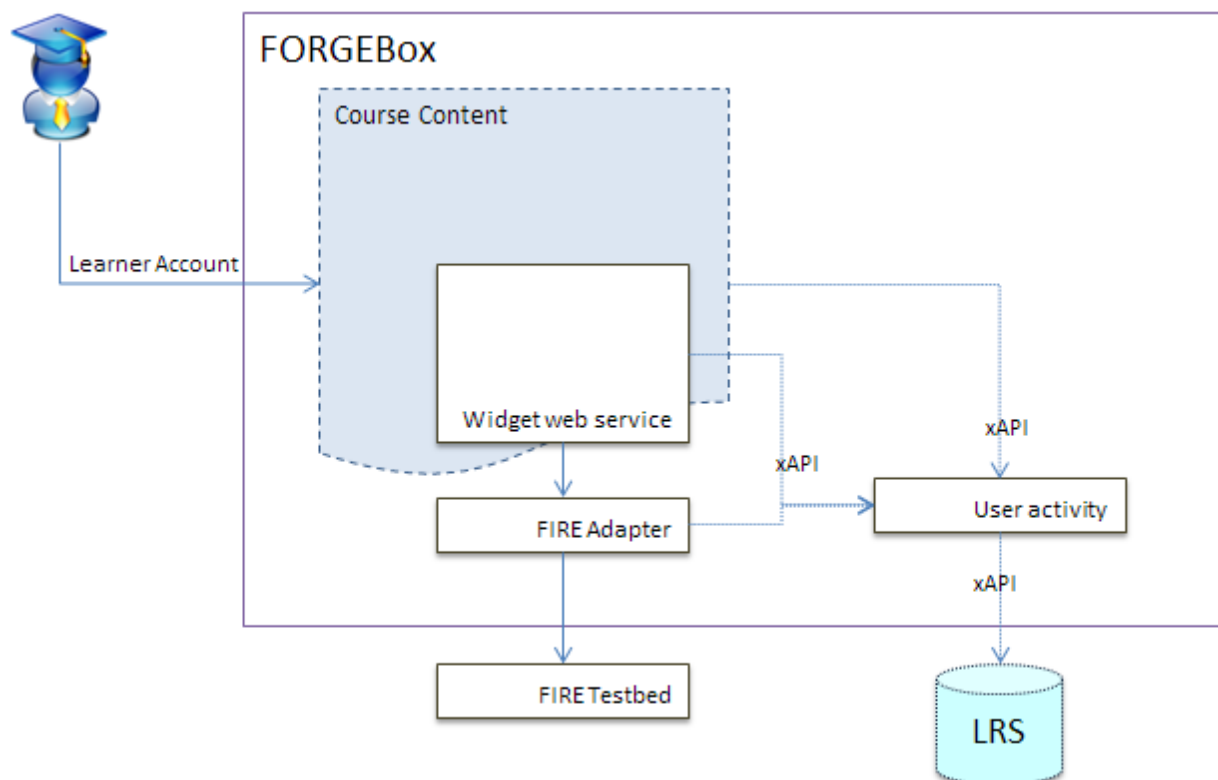 FORGEBox
Course Content
Learner Account
Widget web service
xAPI
xAPI
User activity
FIRE Adapter
xAPI
FIRE Testbed
LRS